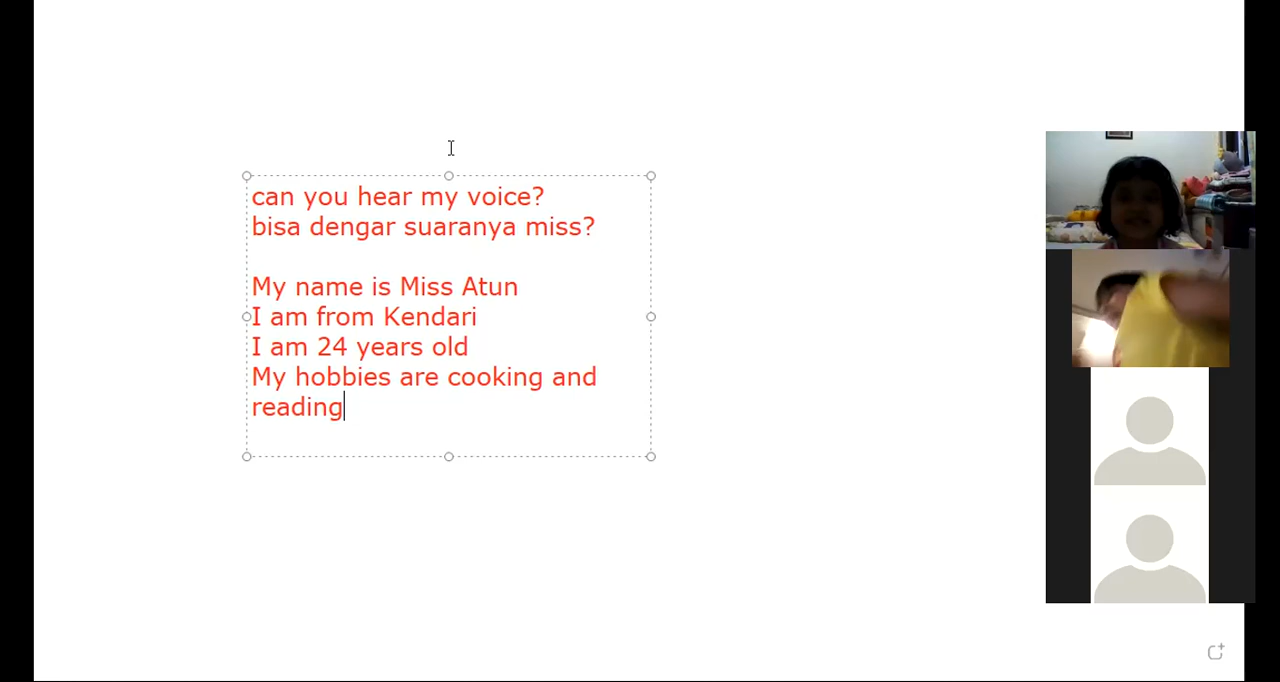 can you hear my voice?
bisa dengar suaranya miss?
My name is Miss Atun
I am from Kendari
I am 24 years old
My hobbies are cooking and
reading